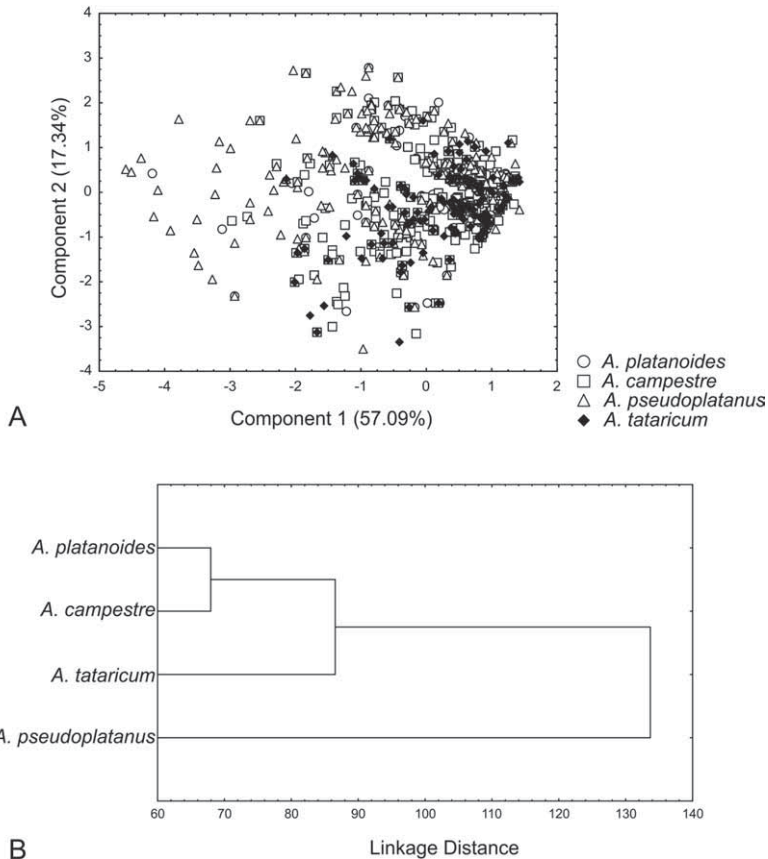 4
3
2
1
0
-1
-2
-3
-4
Component 2 (17.34%)
-5 -4 -3 -2 -1 0 1 2
Component 1 (57.09%)
A
A. platanoides
A. campestre
A. pseudoplatanus
A. tataricum
A. platanoides
A. campestre
A. tataricum
A. pseudoplatanus
60 70 80 90 100 110 120 130 140
Linkage Distance
B